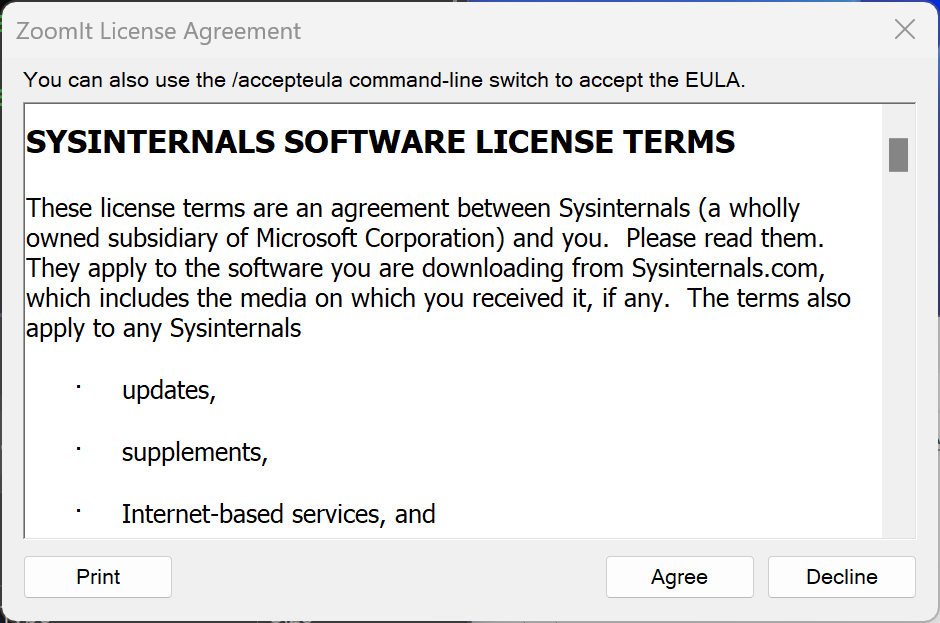 ZoomIt License Agreement
You can also use the /accepteula command-line switch to accept the EULA.
SYSINTERNALS SOFTWARE LICENSE TERMS
These license terms are an agreement between Sysinternals (a wholly
owned subsidiary of Microsoft Corporation) and you.  Please read them.
They apply to the software you are downloading from Sysinternals.com,
which includes the media on which you received it, if any.  The terms also
apply to any Sysinternals
· updates,
· supplements,
· Internet-based services, and
Print Agree Decline